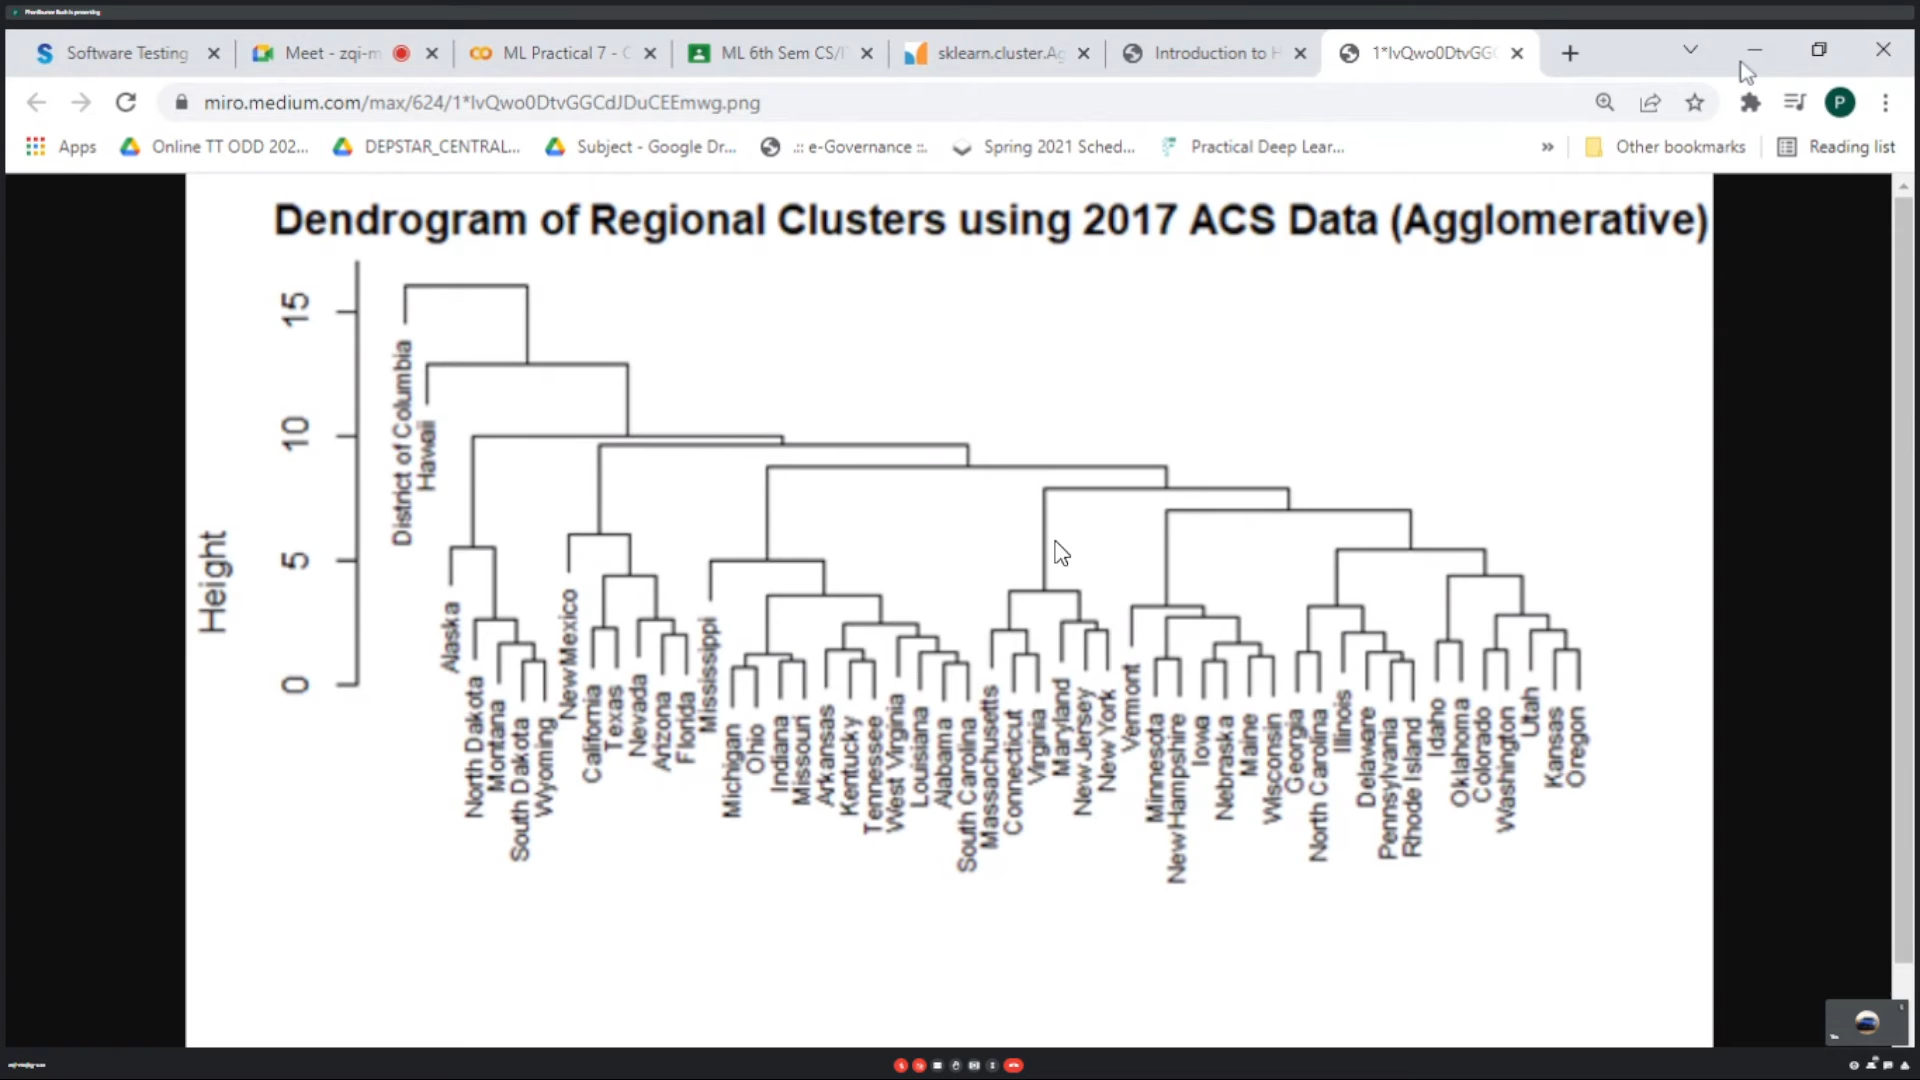 Software Testing
Meet - zqi-m
ML Practical 7 - C
ML 6th Sem CS/I
sklearn.cluster.Ag
Introduction to H
1*lvQwo0DtvGGC
miro.medium.com/max/624/1*lvQwo0DtvGGCdJDuCEEmwg.png
P
Apps
Online TT ODD 202...
DEPSTAR_CENTRAL...
Subject - Google Dr...
.:: e-Governance ::.
Spring 2021 Sched...
Practical Deep Lear...
»
Other bookmarks
Reading list
Dendrogram of Regional Clusters using 2017 ACS Data (Agglomerative)
Height
15
10
5
0
District of Columbia
Hawaii
Alaska
North Dakota
Montana
South Dakota
Wyoming
New Mexico
California
Texas
Nevada
Arizona
Florida
Mississippi
Michigan
Ohio
Indiana
Missouri
Arkansas
Kentucky
Tennessee
West Virginia
Louisiana
Alabama
South Carolina
Massachusetts
Connecticut
Virginia
Maryland
New Jersey
New York
Vermont
Minnesota
New Hampshire
Iowa
Nebraska
Maine
Wisconsin
Georgia
North Carolina
Illinois
Delaware
Pennsylvania
Rhode Island
Idaho
Oklahoma
Colorado
Washington
Utah
Kansas
Oregon